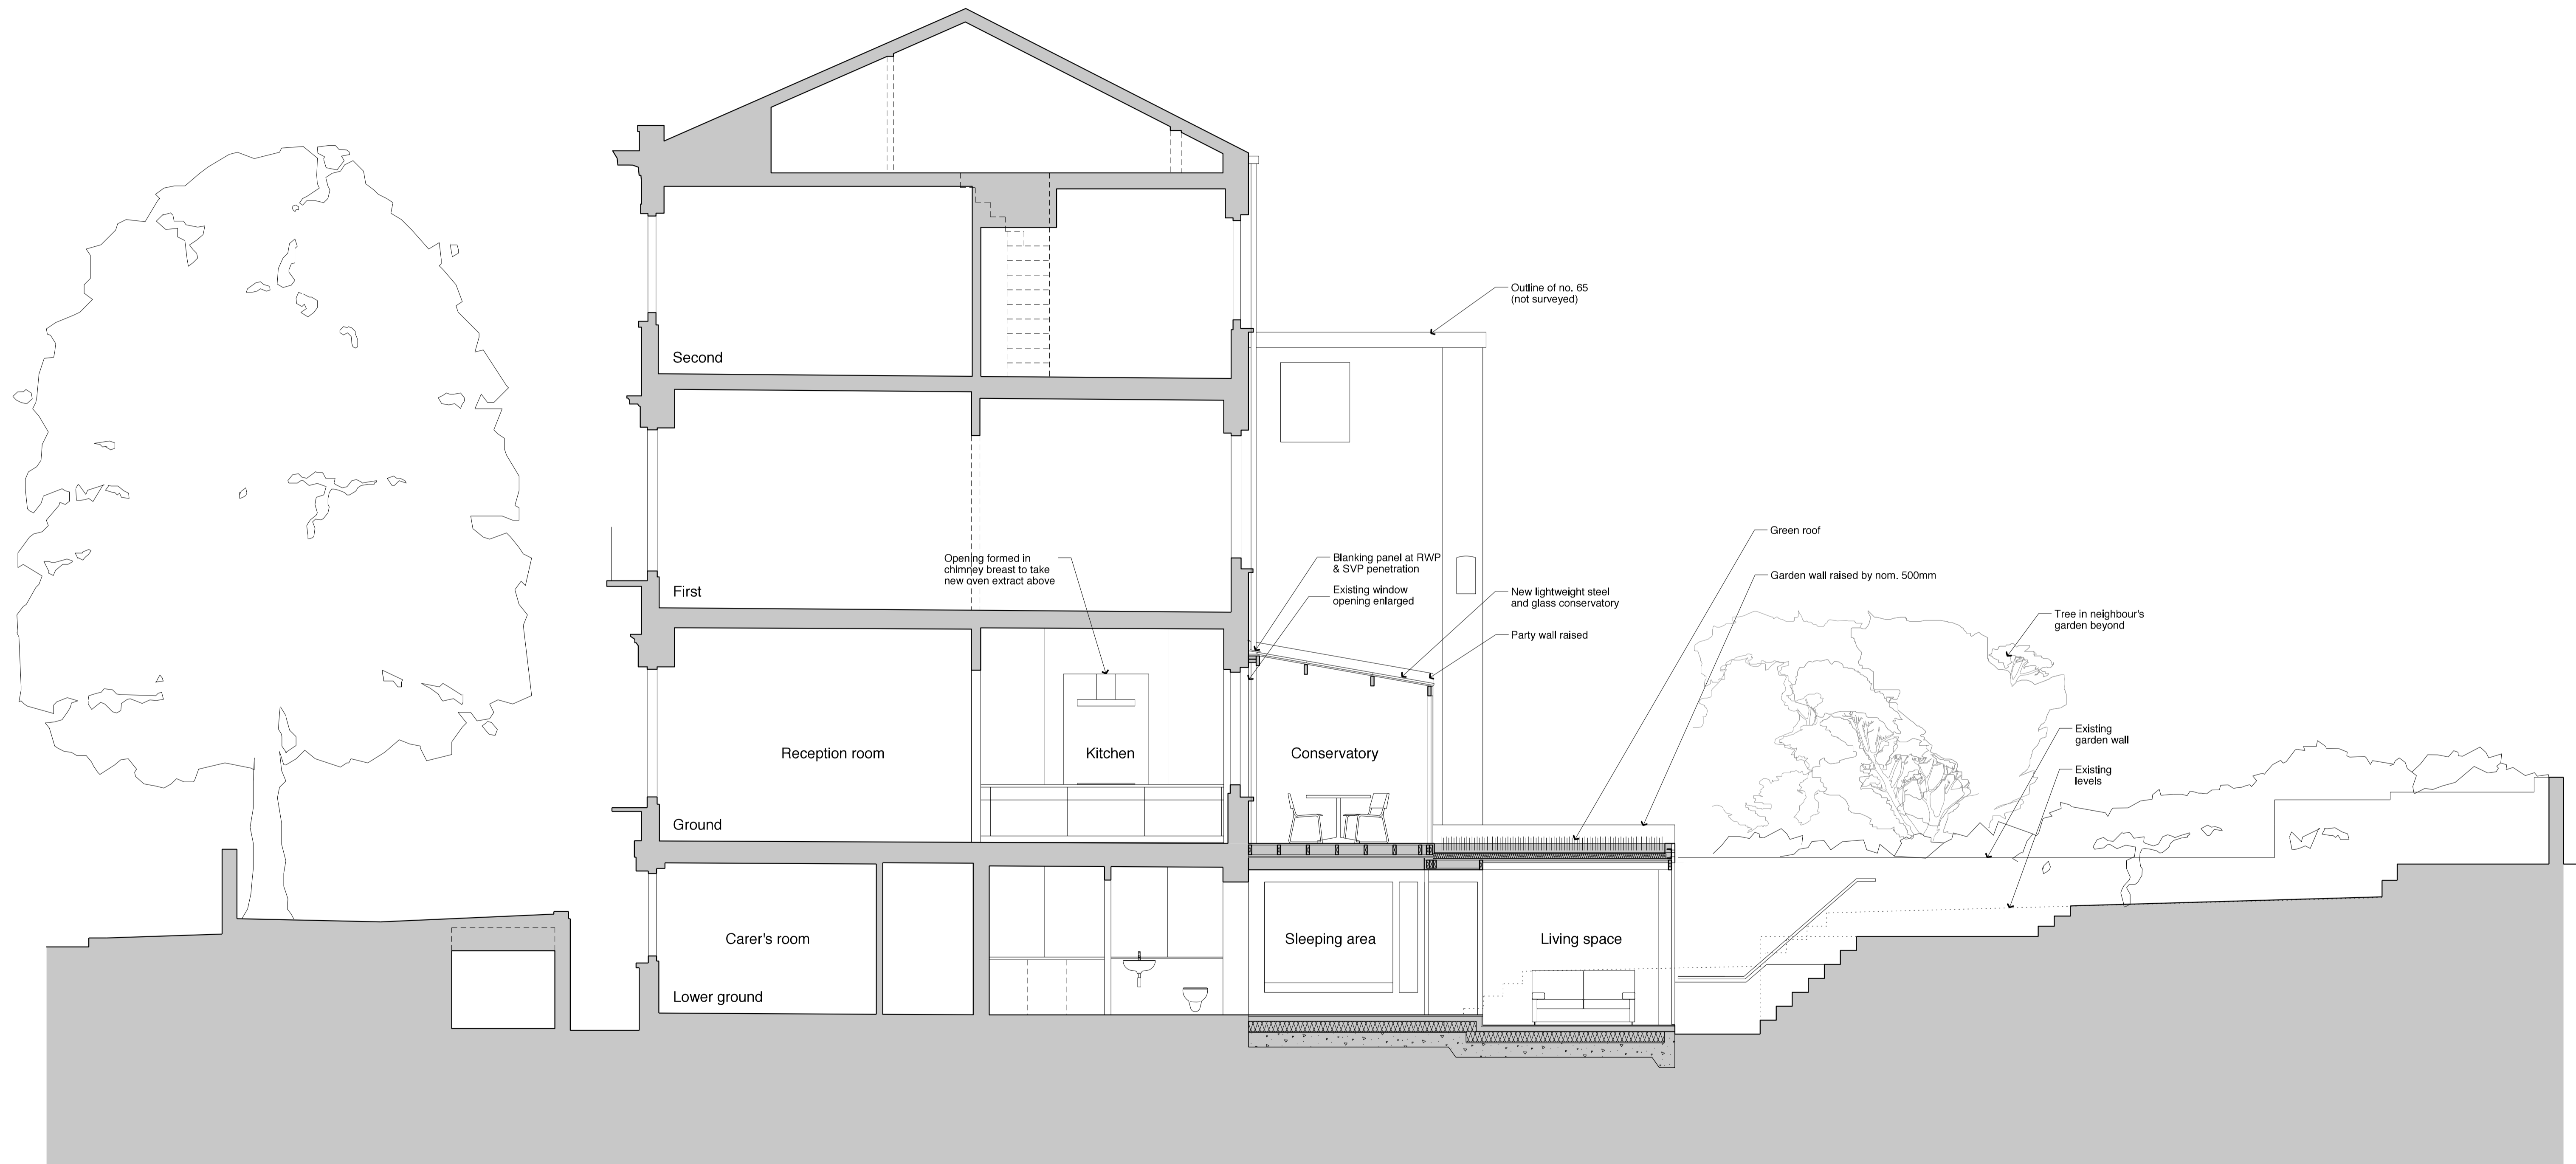 Outline of no. 65
(not surveyed)
Second
Green roof
Opening formed in
chimney breast to take
new oven extract above
Blanking panel at RWP
& SVP penetration
Garden wall raised by nom. 500mm
First
Existing window
opening enlarged
New lightweight steel
and glass conservatory
Tree in neighbour's
garden beyond
Party wall raised
Existing
garden wall
Reception room
Kitchen
Conservatory
Existing
levels
Ground
Carer's room
Sleeping area
Living space
Lower ground